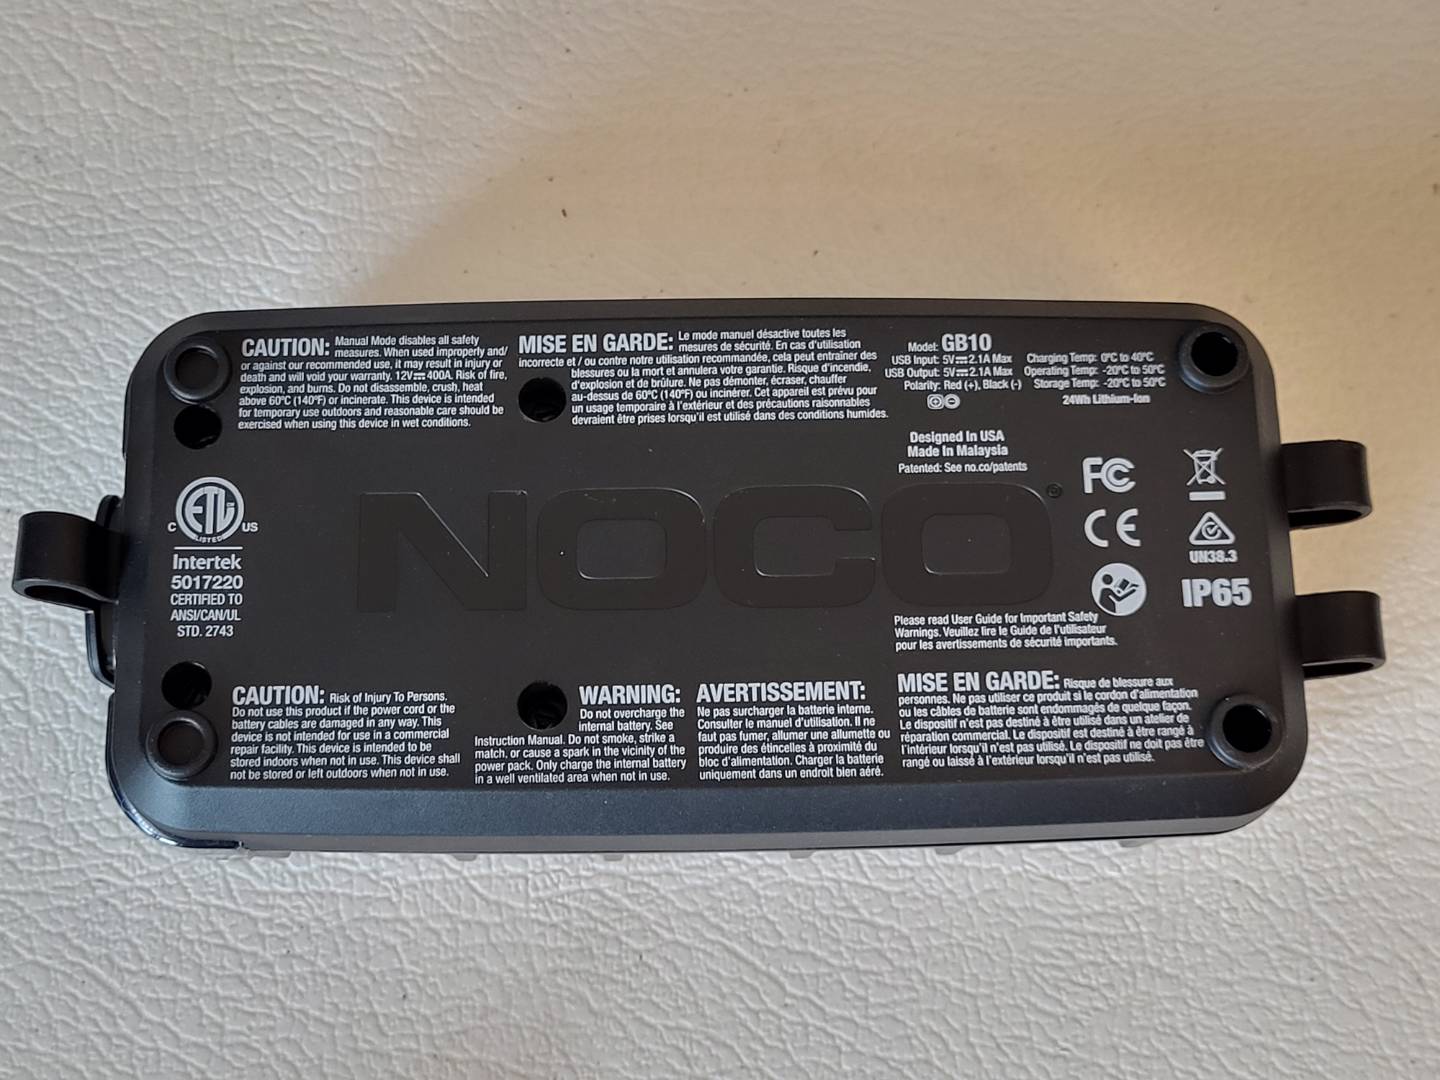 CAUTION: Manual Mode disables all safety
measures. When used improperly and/
or against our recommended use, it may result in injury or
death and will void your warranty. 12V⎓400A. Risk of fire,
explosion, and burns. Do not disassemble, crush, heat
above 60ºC (140ºF) or incinerate. This device is intended
for temporary use outdoors and reasonable care should be
exercised when using this device in wet conditions.
MISE EN GARDE: Le mode manuel désactive toutes les
mesures de sécurité. En cas d'utilisation
incorrecte et / ou contre notre utilisation recommandée, cela peut entraîner des
blessures ou la mort et annulera votre garantie. Risque d'incendie,
d'explosion et de brûlure. Ne pas démonter, écraser, chauffer
au-dessus de 60ºC (140ºF) ou incinérer. Cet appareil est prévu pour
un usage temporaire à l'extérieur et des précautions raisonnables
devraient être prises lorsqu'il est utilisé dans des conditions humides.
Model: GB10
USB Input: 5V⎓2.1A Max
USB Output: 5V⎓2.1A Max
Polarity: Red (+), Black (-)
Charging Temp: 0ºC to 40ºC
Operating Temp: -20ºC to 50ºC
Storage Temp: -20ºC to 50ºC
24Wh Lithium-Ion
Designed In USA
Made In Malaysia
Patented: See no.co/patents
NOCO®
C ETL US
LISTED
Intertek
5017220
CERTIFIED TO
ANSI/CAN/UL
STD. 2743
FC
CE
UN38.3
IP65
Please read User Guide for Important Safety
Warnings. Veuillez lire le Guide de l'utilisateur
pour les avertissements de sécurité importants.
CAUTION: Risk of Injury To Persons.
Do not use this product if the power cord or the
battery cables are damaged in any way. This
device is not intended for use in a commercial
repair facility. This device is intended to be
stored indoors when not in use. This device shall
not be stored or left outdoors when not in use.
WARNING:
Do not overcharge the
internal battery. See
Instruction Manual. Do not smoke, strike a
match, or cause a spark in the vicinity of the
power pack. Only charge the internal battery
in a well ventilated area when not in use.
AVERTISSEMENT:
Ne pas surcharger la batterie interne.
Consulter le manuel d'utilisation. Il ne
faut pas fumer, allumer une allumette ou
produire des étincelles à proximité du
bloc d'alimentation. Charger la batterie
uniquement dans un endroit bien aéré.
MISE EN GARDE: Risque de blessure aux
personnes. Ne pas utiliser ce produit si le cordon d'alimentation
ou les câbles de batterie sont endommagés de quelque façon.
Le dispositif n'est pas destiné à être utilisé dans un atelier de
réparation commercial. Le dispositif est destiné à être rangé à
l'intérieur lorsqu'il n'est pas utilisé. Le dispositif ne doit pas être
rangé ou laissé à l'extérieur lorsqu'il n'est pas utilisé.